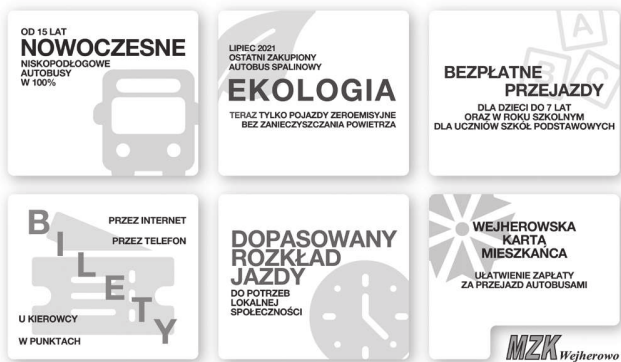 OD 15 LAT
NOWOCZESNE
NISKOPODŁOGOWE
AUTOBUSY
W 100%
LIPIEC 2021
OSTATNI ZAKUPIONY
AUTOBUS SPALINOWY
EKOLOGIA
TERAZ TYLKO POJAZDY ZEROEMISYJNE
BEZ ZANIECZYSZCZANIA POWIETRZA
A
B
C
BEZPŁATNE
PRZEJAZDY
DLA DZIECI DO 7 LAT
ORAZ W ROKU SZKOLNYM
DLA UCZNIÓW SZKÓŁ PODSTAWOWYCH
BILETY
PRZEZ INTERNET
PRZEZ TELEFON
U KIEROWCY
W PUNKTACH
DOPASOWANY
ROZKŁAD
JAZDY
DO POTRZEB
LOKALNEJ
SPOŁECZNOŚCI
WEJHEROWSKA
KARTA
MIESZKAŃCA
UŁATWIENIE ZAPŁATY
ZA PRZEJAZD AUTOBUSAMI
MZK Wejherowo